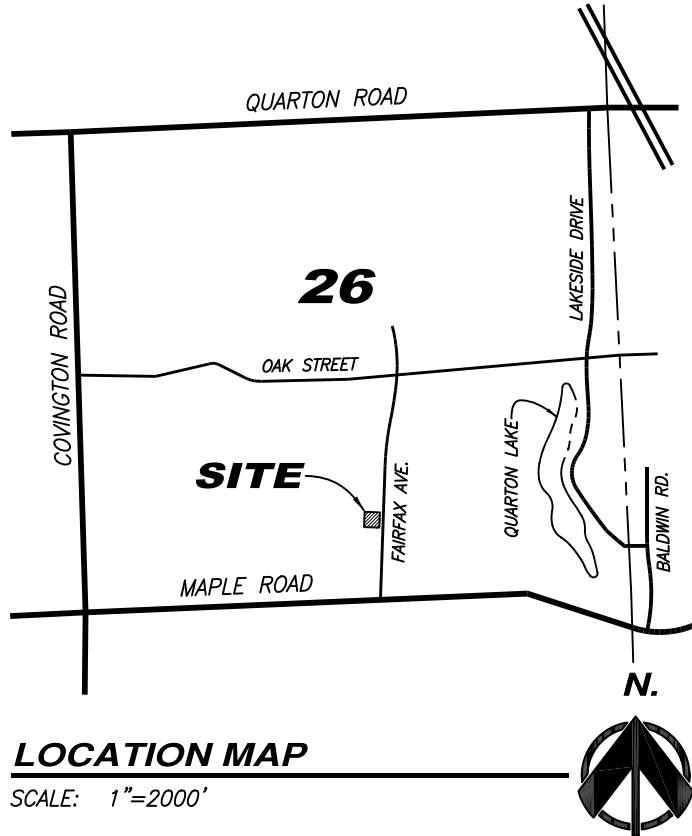 QUARTON ROAD
LAKESIDE DRIVE
26
COVINGTON ROAD
OAK STREET
QUARTON LAKE
SITE
FAIRFAX AVE.
BALDWIN RD.
MAPLE ROAD
N.
LOCATION MAP
SCALE: 1"=2000'